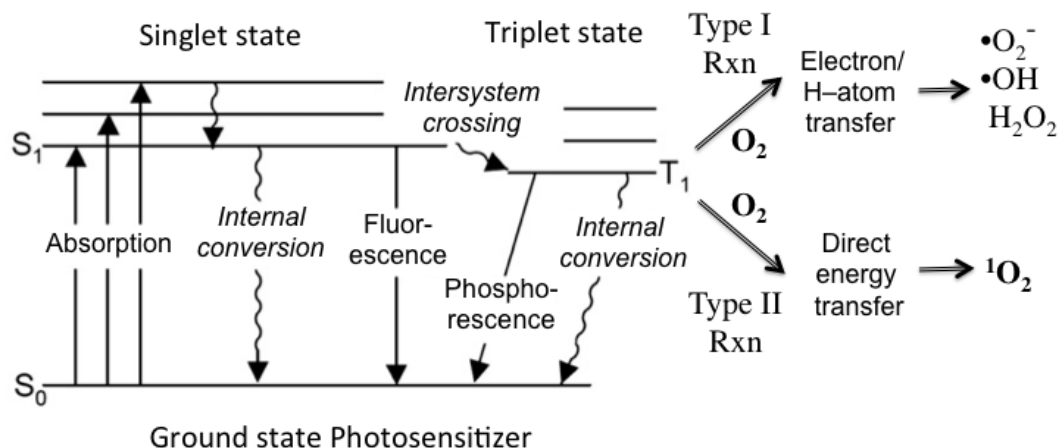 Singlet state
Triplet state
Type I
Rxn
Electron/
H–atom
transfer
•O₂⁻
•OH
H₂O₂
Intersystem
crossing
S₁
T₁
O₂
O₂
Absorption
Internal
conversion
Fluor-
escence
Phospho-
rescence
Internal
conversion
Type II
Rxn
Direct
energy
transfer
¹O₂
S₀
Ground state Photosensitizer